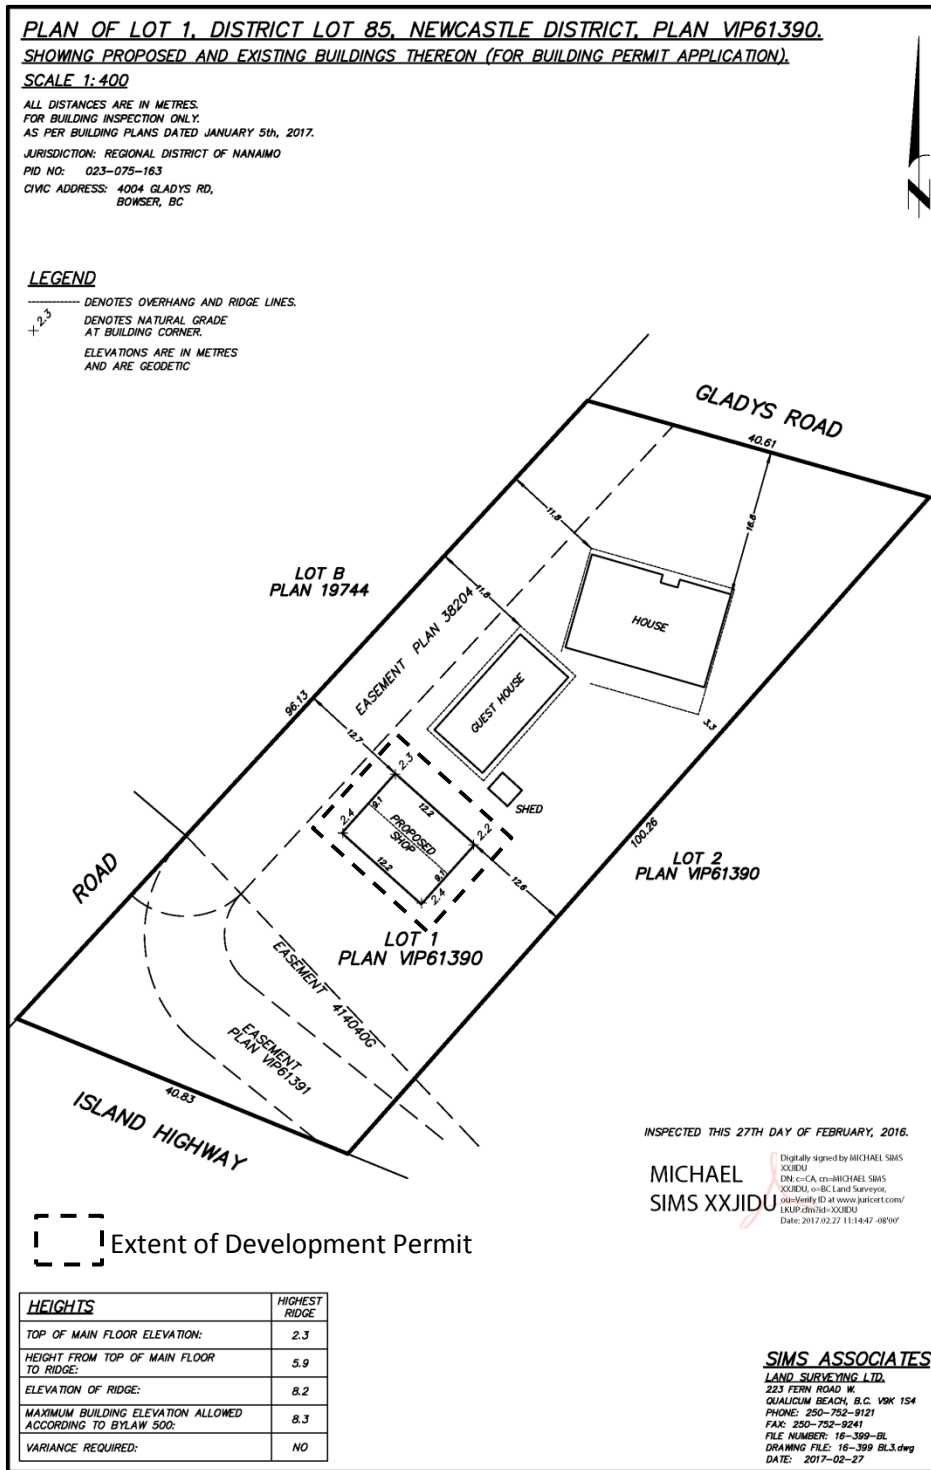 PLAN OF LOT 1, DISTRICT LOT 85, NEWCASTLE DISTRICT, PLAN VIP61390.
SHOWING PROPOSED AND EXISTING BUILDINGS THEREON (FOR BUILDING PERMIT APPLICATION).
SCALE 1:400
ALL DISTANCES ARE IN METRES.
FOR BUILDING INSPECTION ONLY.
AS PER BUILDING PLANS DATED JANUARY 5th, 2017.
JURISDICTION: REGIONAL DISTRICT OF NANAIMO
PID NO: 023-075-163
CIVIC ADDRESS: 4004 GLADYS RD,
BOWSER, BC
LEGEND
DENOTES OVERHANG AND RIDGE LINES.
2.3
DENOTES NATURAL GRADE
AT BUILDING CORNER.
ELEVATIONS ARE IN METRES
AND ARE GEODETIC
GLADYS ROAD
40.61
11.8
16.8
LOT B
PLAN 19744
11.8
HOUSE
EASEMENT PLAN 38204
GUEST HOUSE
96.13
12.7
3.3
2.3
SHED
9.1
12.2
2.4
PROPOSED
SHOP
2.2
100.26
12.2
9.1
12.6
LOT 2
PLAN VIP61390
ROAD
2.4
LOT 1
PLAN VIP61390
EASEMENT 414040G
EASEMENT
PLAN VIP61391
40.83
ISLAND HIGHWAY
INSPECTED THIS 27TH DAY OF FEBRUARY, 2016.
MICHAEL
SIMS XXJIDU
Digitally signed by MICHAEL SIMS
XXJIDU
DN: c=CA, cn=MICHAEL SIMS
XXJIDU, o=BC Land Surveyor,
ou=Verify ID at www.juricert.com/
LKUP.cfm?id=XXJIDU
Date: 2017.02.27 11:14:47 -08'00'
Extent of Development Permit
HEIGHTS
HIGHEST
RIDGE
TOP OF MAIN FLOOR ELEVATION: 2.3
HEIGHT FROM TOP OF MAIN FLOOR
TO RIDGE: 5.9
ELEVATION OF RIDGE: 8.2
MAXIMUM BUILDING ELEVATION ALLOWED
ACCORDING TO BYLAW 500: 8.3
VARIANCE REQUIRED: NO
SIMS ASSOCIATES
LAND SURVEYING LTD.
223 FERN ROAD W.
QUALICUM BEACH, B.C. V9K 1S4
PHONE: 250-752-9121
FAX: 250-752-9241
FILE NUMBER: 16-399-BL
DRAWING FILE: 16-399 BL3.dwg
DATE: 2017-02-27